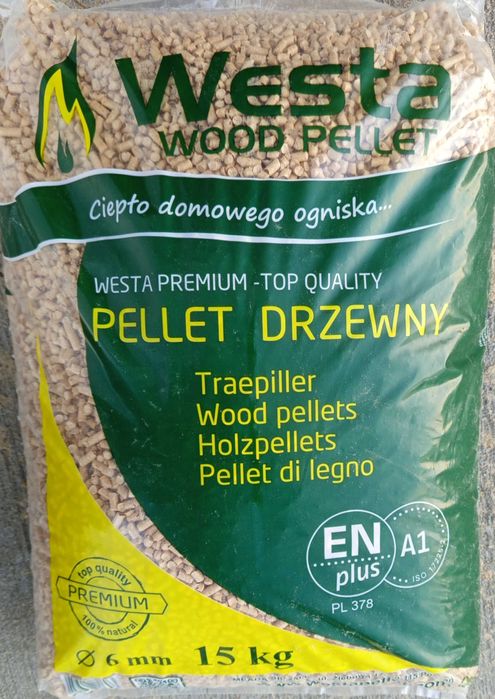 Westa
WOOD PELLET
Ciepło domowego ogniska...
WESTA PREMIUM - TOP QUALITY
PELLET DRZEWNY
Traepiller
Wood pellets
Holzpellets
Pellet di legno
EN
plus
A1
PL 378
top quality
PREMIUM
100% natural
Ø 6 mm 15 kg